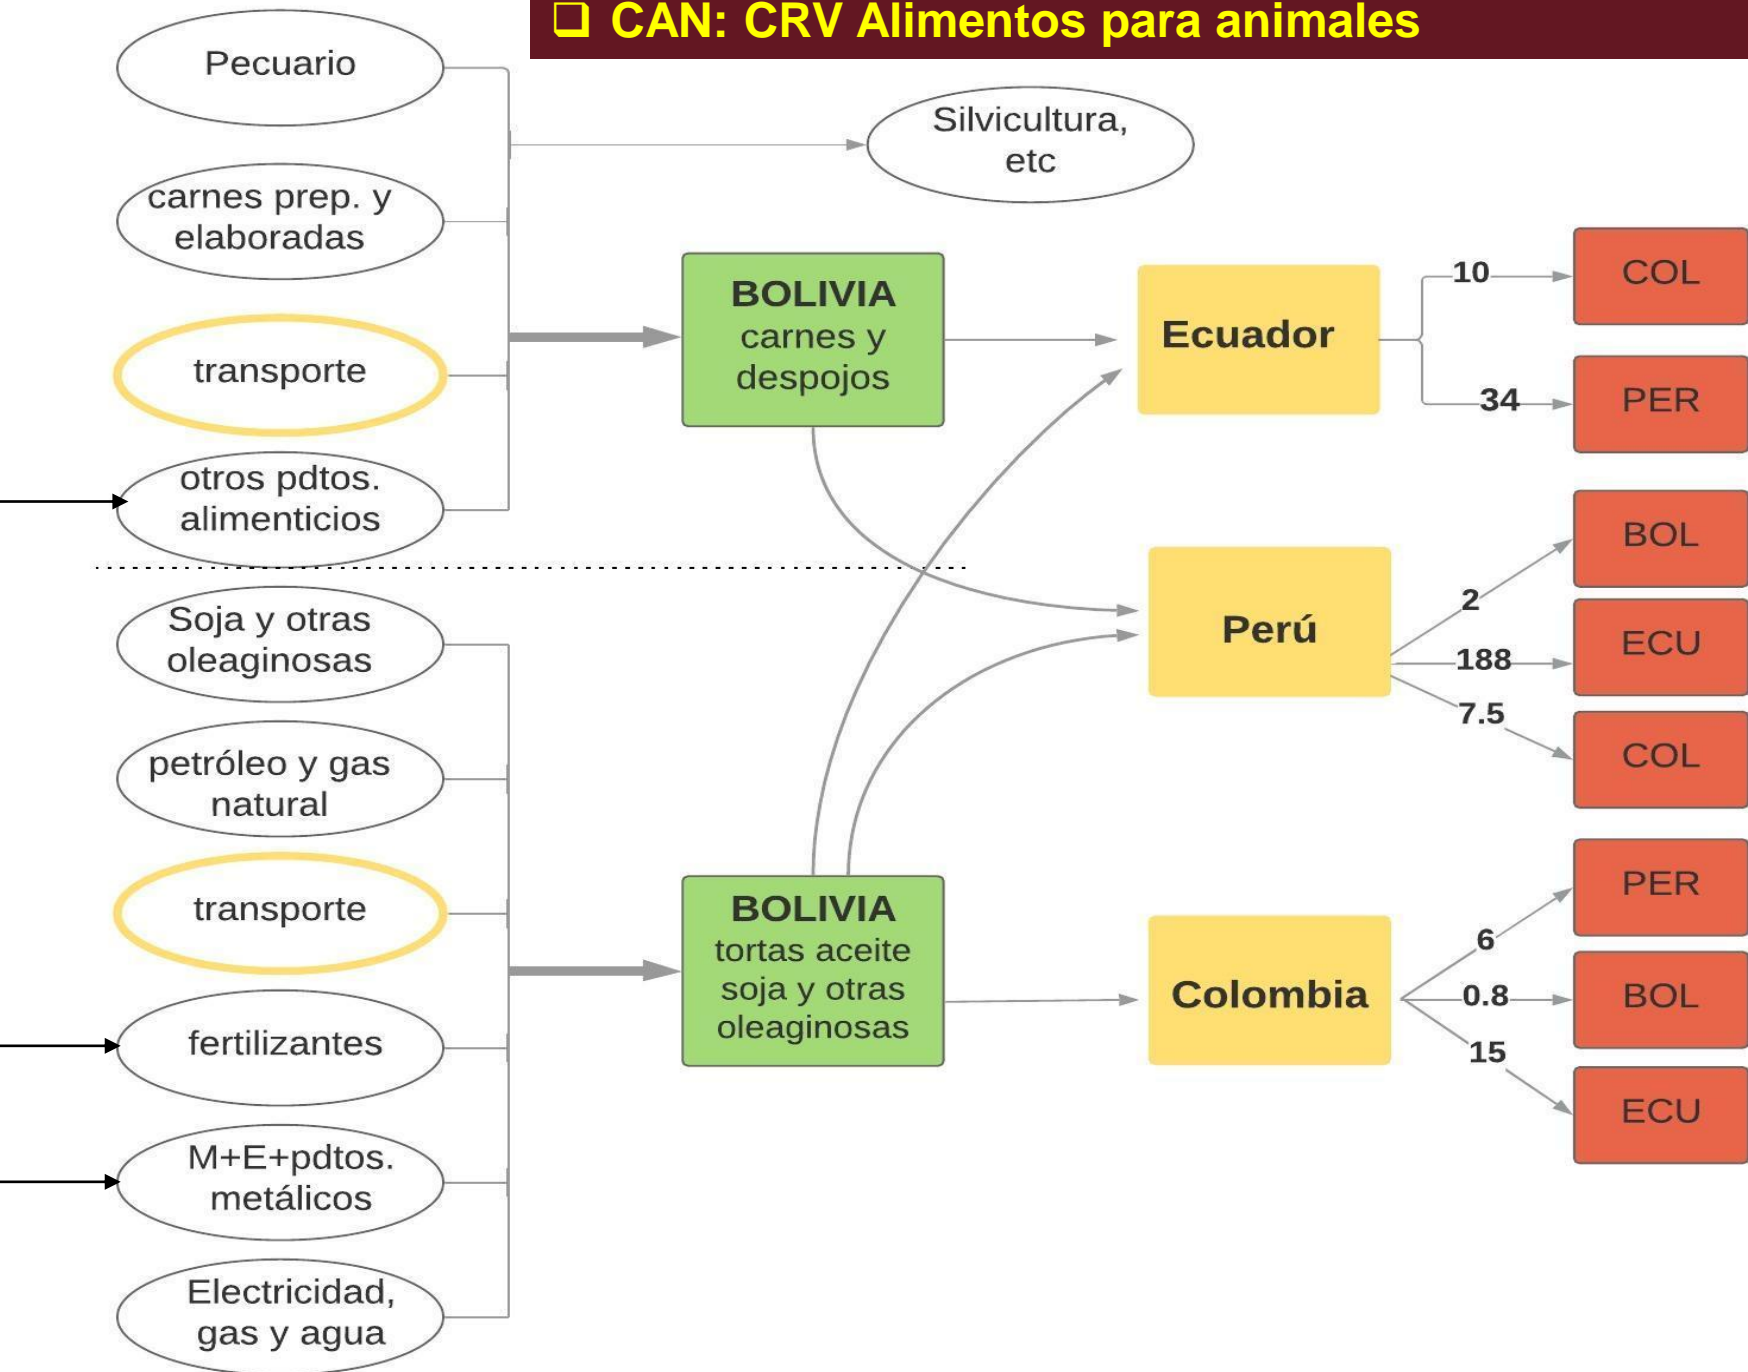 ❑ CAN: CRV Alimentos para animales
Pecuario
carnes prep. y
elaboradas
transporte
otros pdtos.
alimenticios
Soja y otras
oleaginosas
petróleo y gas
natural
transporte
fertilizantes
M+E+pdtos.
metálicos
Electricidad,
gas y agua
Silvicultura,
etc
BOLIVIA
carnes y
despojos
BOLIVIA
tortas aceite
soja y otras
oleaginosas
Ecuador
10
COL
34
PER
Perú
2
BOL
188
ECU
7.5
COL
Colombia
6
PER
0.8
BOL
15
ECU